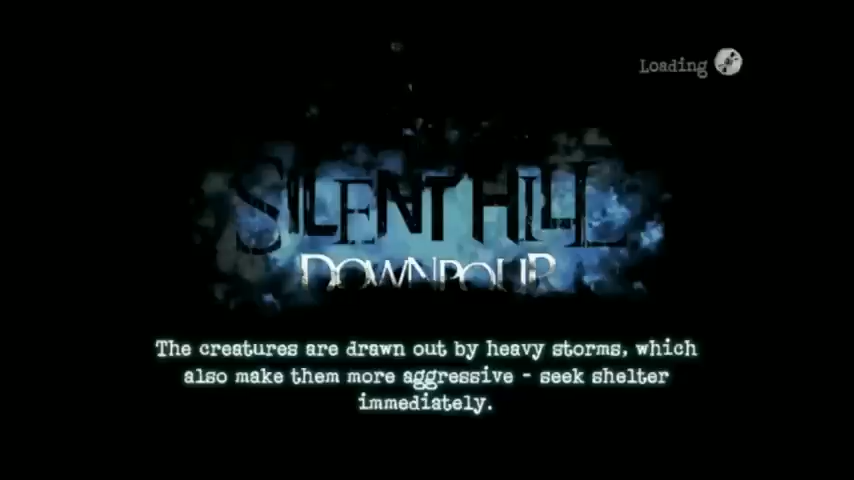 Loading
SILENT HILL
DOWNPOUR
The creatures are drawn out by heavy storms, which
also make them more aggressive - seek shelter
immediately.